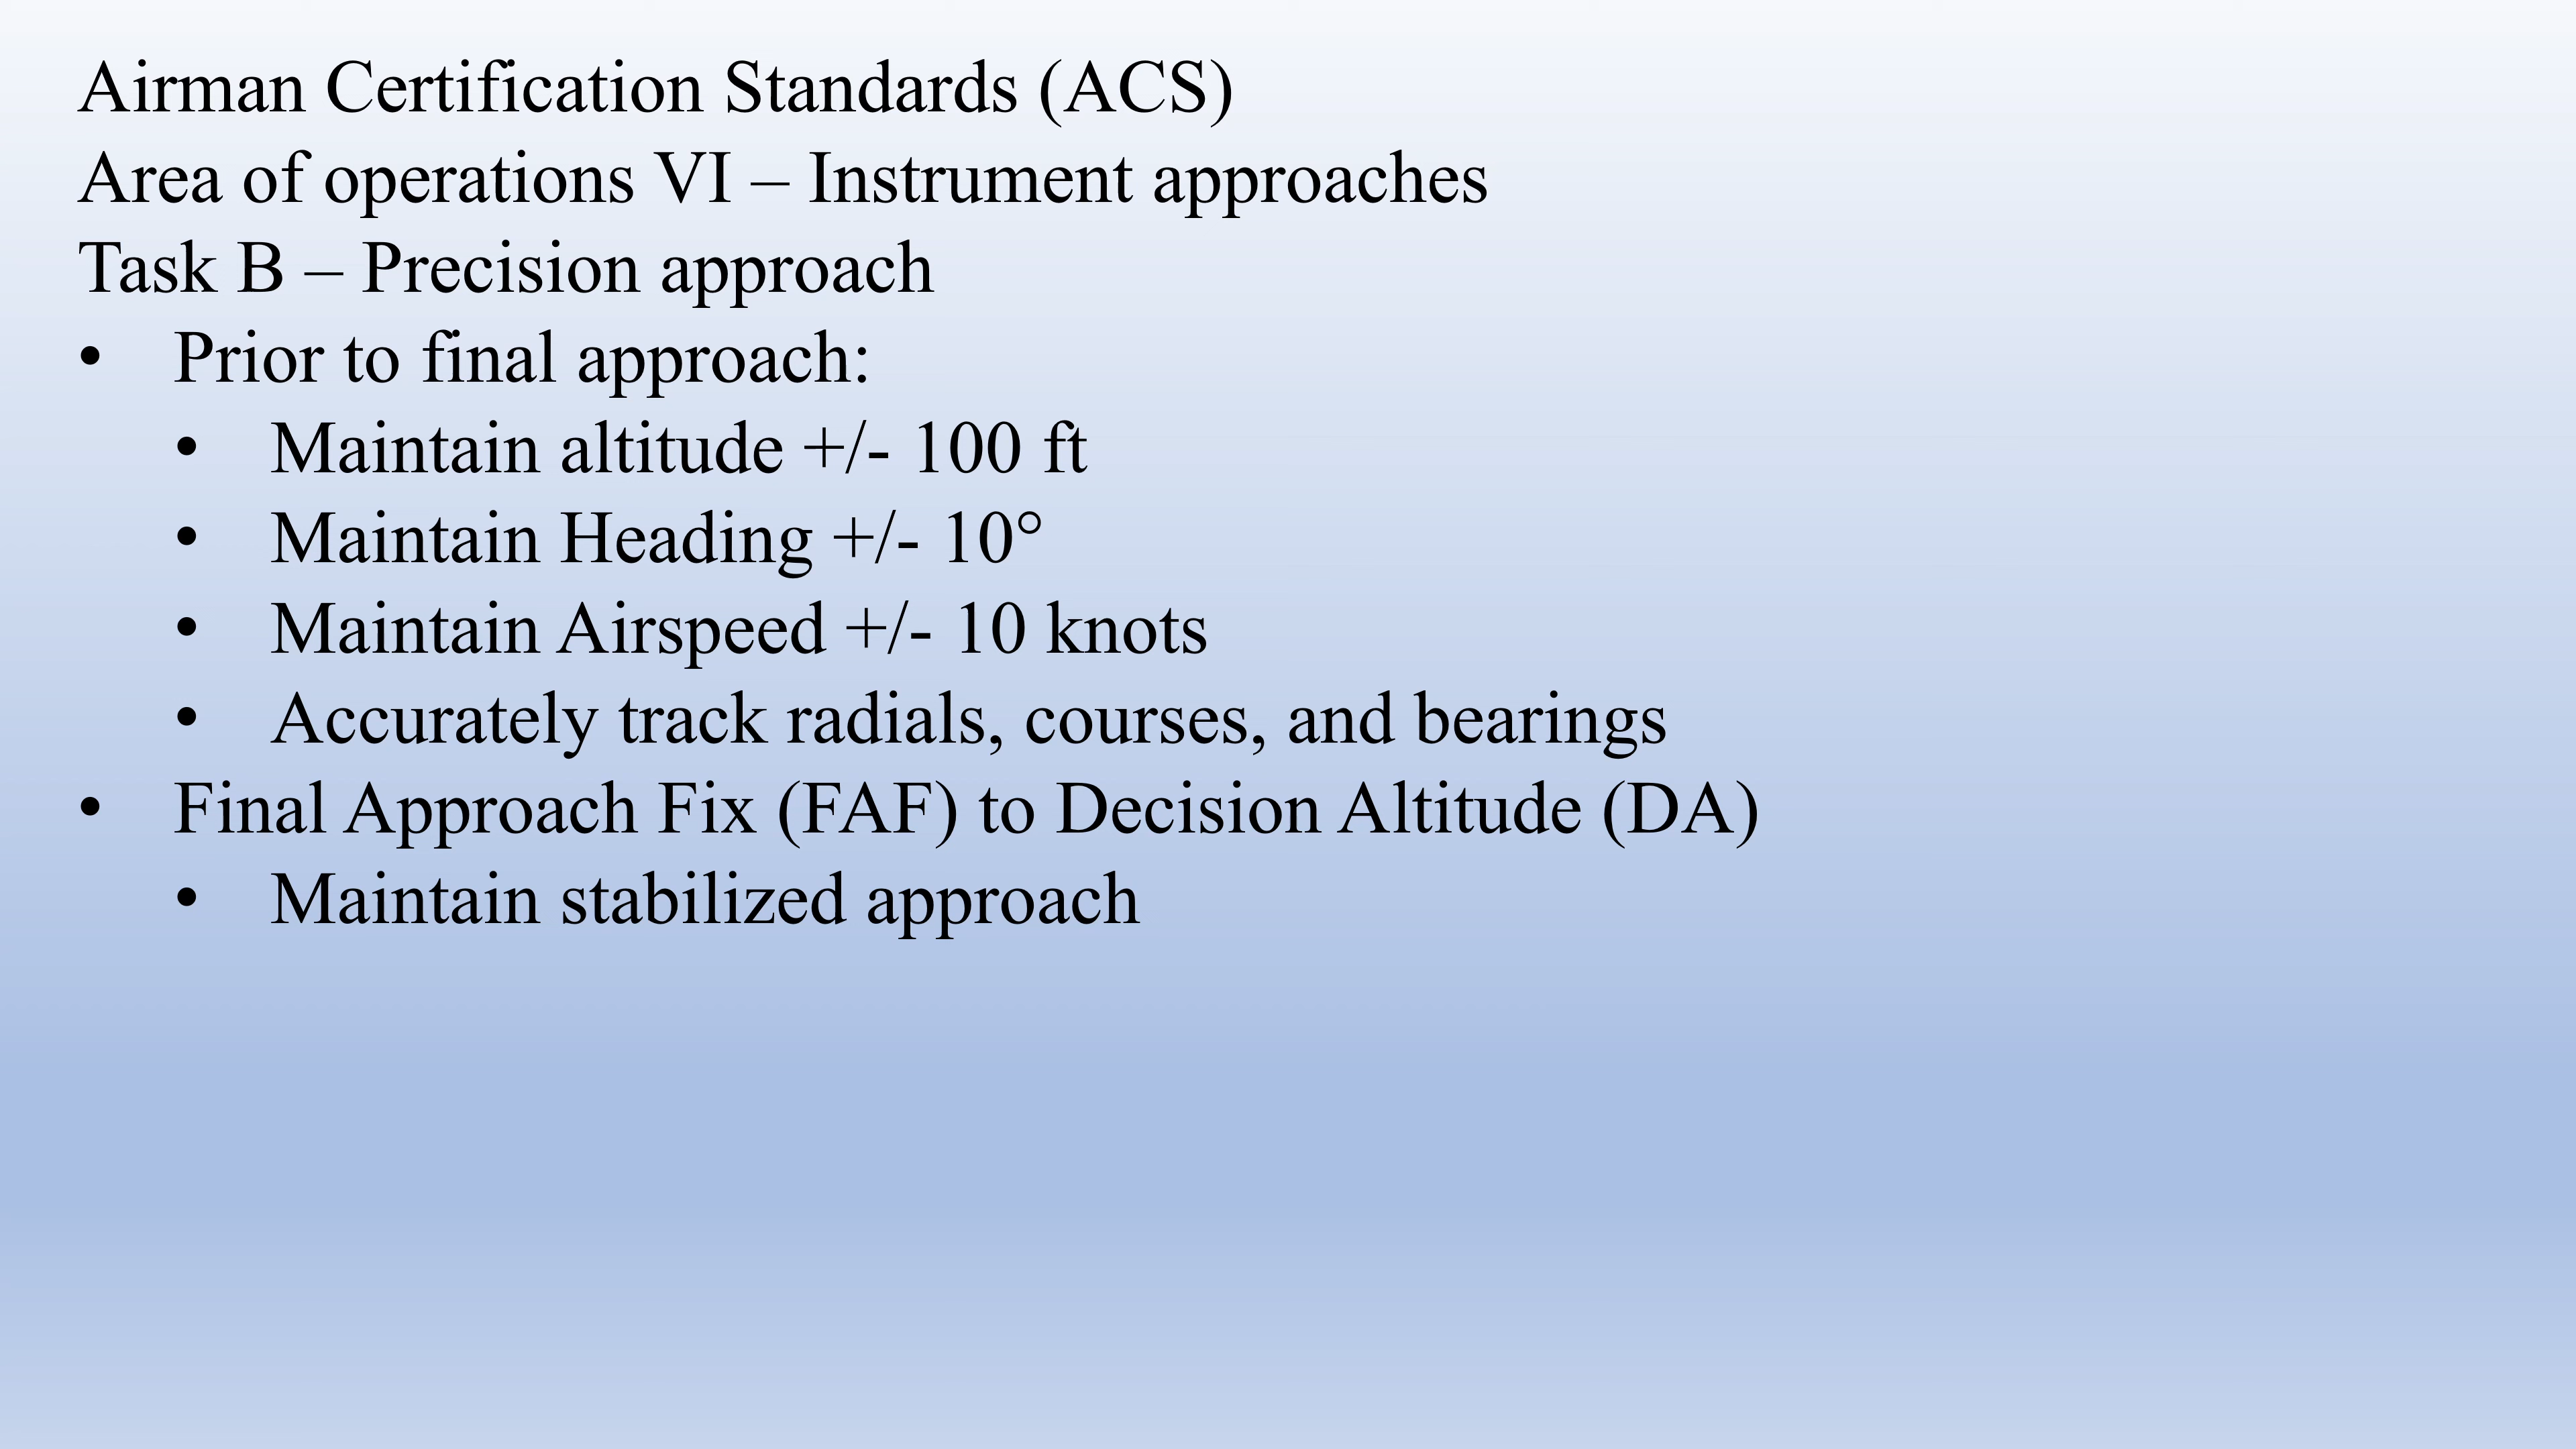 Airman Certification Standards (ACS)
Area of operations VI – Instrument approaches
Task B – Precision approach
• Prior to final approach:
• Maintain altitude +/- 100 ft
• Maintain Heading +/- 10°
• Maintain Airspeed +/- 10 knots
• Accurately track radials, courses, and bearings
• Final Approach Fix (FAF) to Decision Altitude (DA)
• Maintain stabilized approach